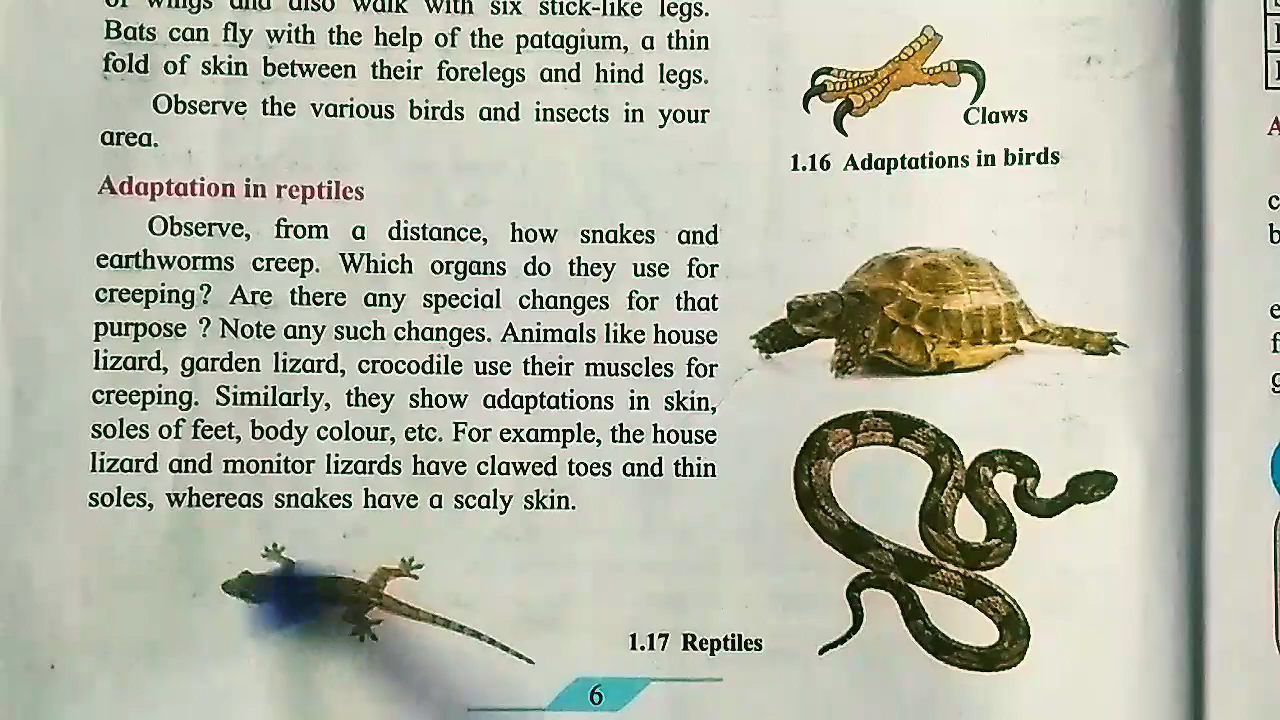 of wings and also walk with six stick-like legs.
Bats can fly with the help of the patagium, a thin
fold of skin between their forelegs and hind legs.
Observe the various birds and insects in your
area.
Adaptation in reptiles
Observe, from a distance, how snakes and
earthworms creep. Which organs do they use for
creeping? Are there any special changes for that
purpose ? Note any such changes. Animals like house
lizard, garden lizard, crocodile use their muscles for
creeping. Similarly, they show adaptations in skin,
soles of feet, body colour, etc. For example, the house
lizard and monitor lizards have clawed toes and thin
soles, whereas snakes have a scaly skin.
Claws
1.16 Adaptations in birds
1.17 Reptiles
6